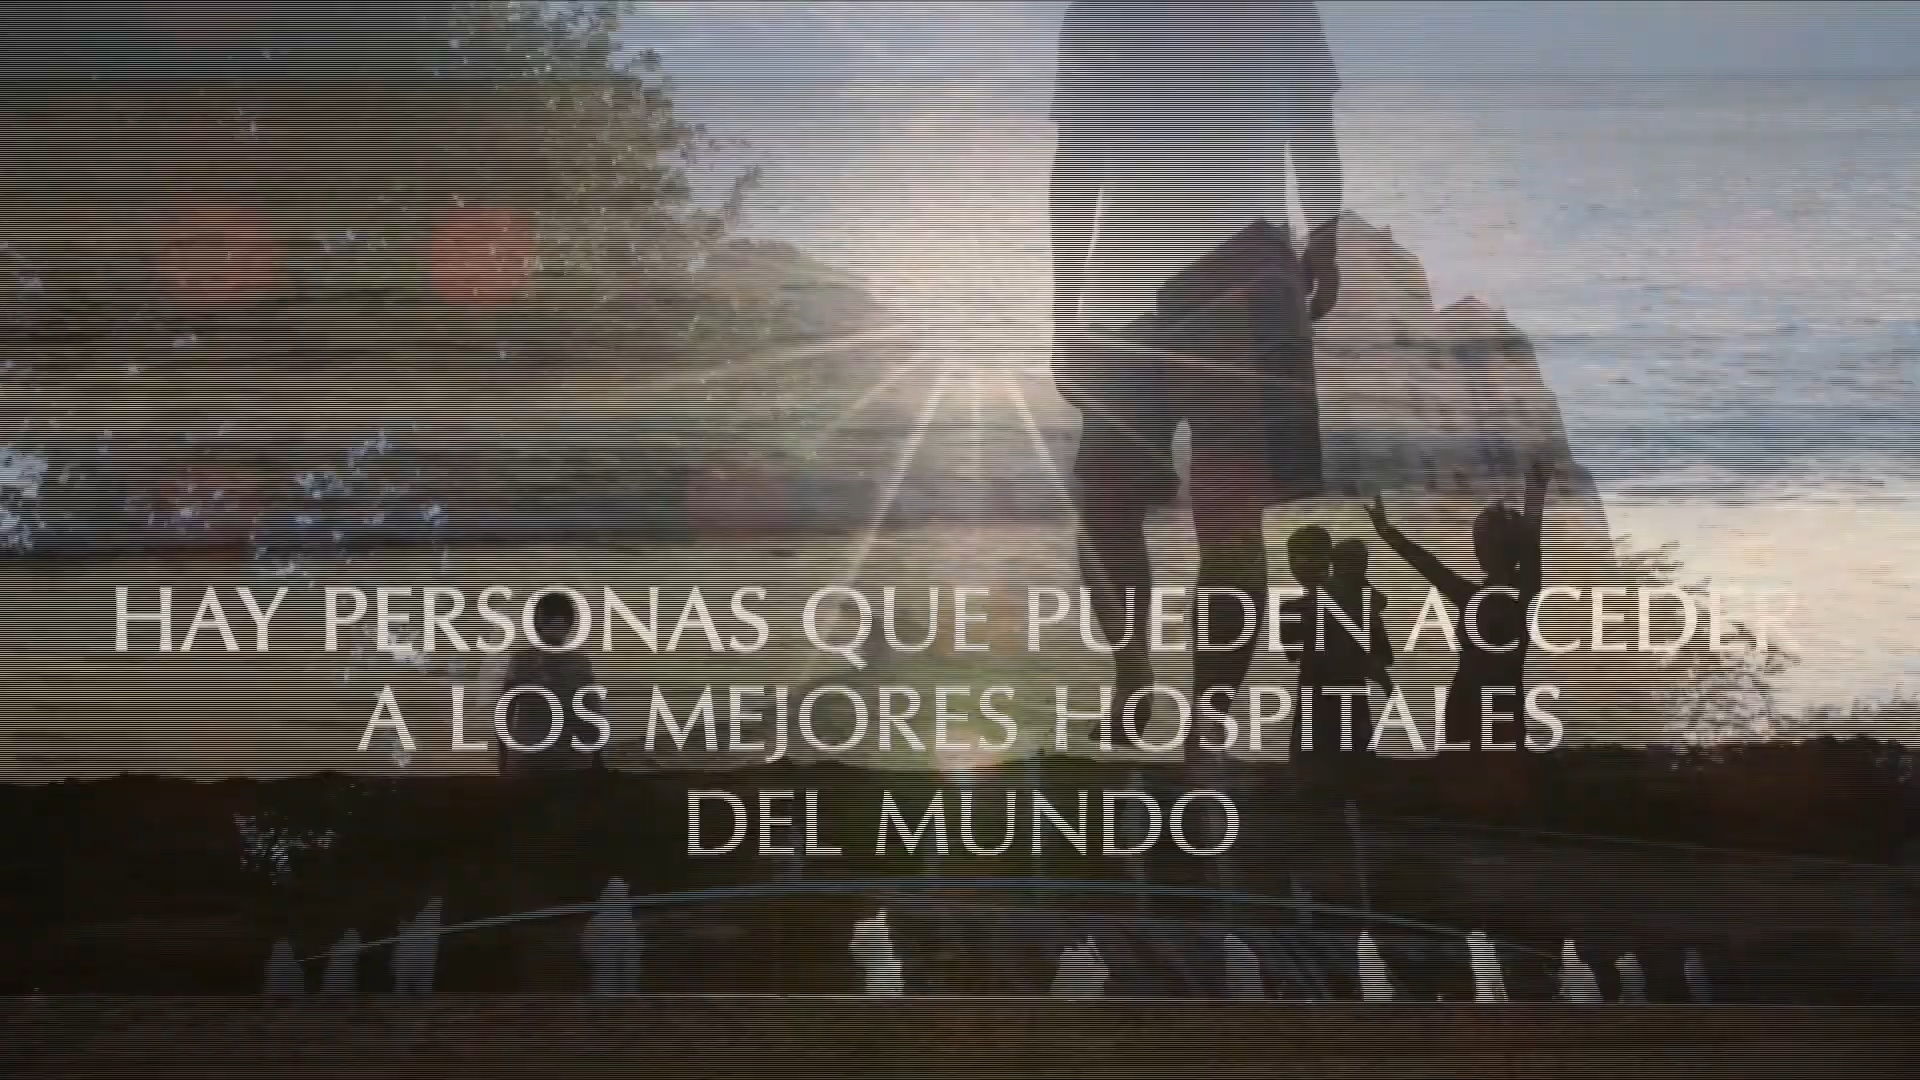 HAY PERSONAS QUE PUEDEN ACCEDER
A LOS MEJORES HOSPITALES
DEL MUNDO